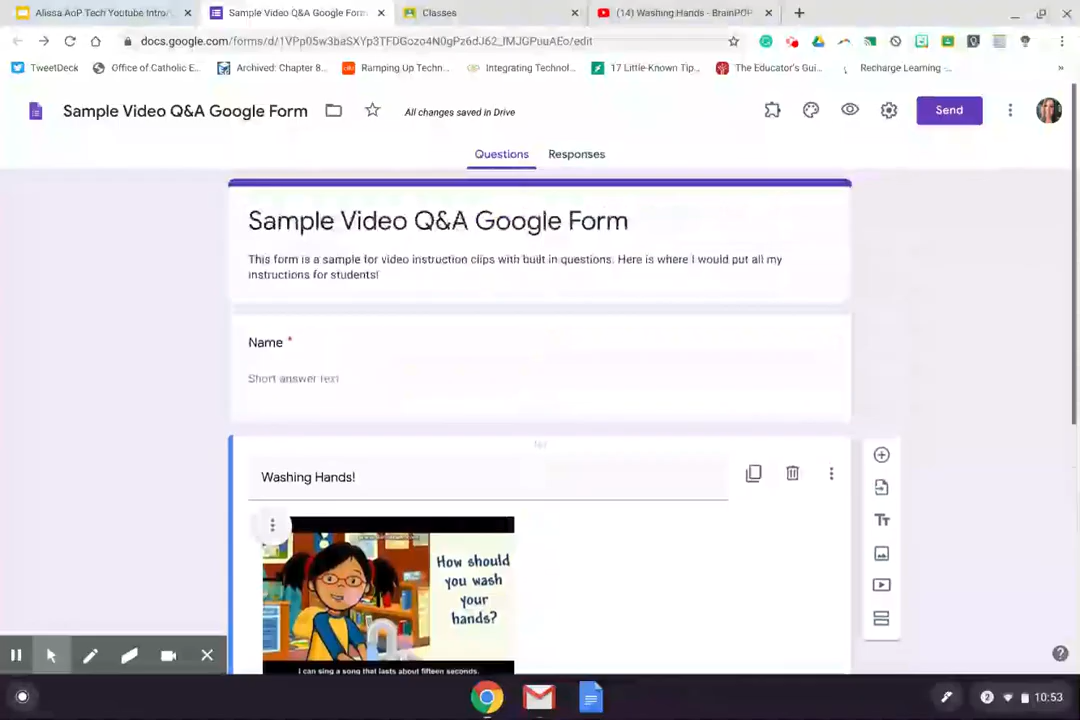 Alissa AoP Tech Youtube Intro/
Sample Video Q&A Google Form
Classes
(14) Washing Hands - BrainPOP
docs.google.com/forms/d/
/edit
TweetDeck
Office of Catholic E...
Archived: Chapter 8...
Ramping Up Techn...
Integrating Technol...
17 Little-Known Tip...
The Educator's Gui...
Recharge Learning -...
»
Sample Video Q&A Google Form
All changes saved in Drive
Send
Questions
Responses
Sample Video Q&A Google Form
This form is a sample for video instruction clips with built in questions. Here is where I would put all my
instructions for students!
Name *
Short answer text
Washing Hands!
How should
you wash
your
hands?
I can sing a song that lasts about fifteen seconds.
Tт
2
10:53